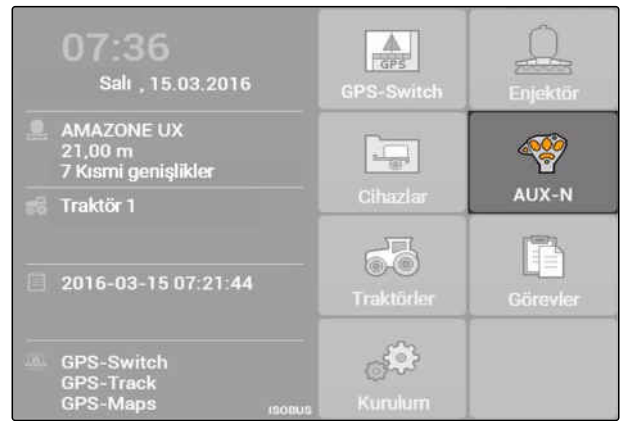 07:36
Salı , 15.03.2016
AMAZONE UX
21,00 m
7 Kısmi genişlikler
Traktör 1
2016-03-15 07:21:44
GPS-Switch
GPS-Track
GPS-Maps
ISOBUS
GPS
GPS-Switch
Enjektör
Cihazlar
AUX-N
Traktörler
Görevler
Kurulum